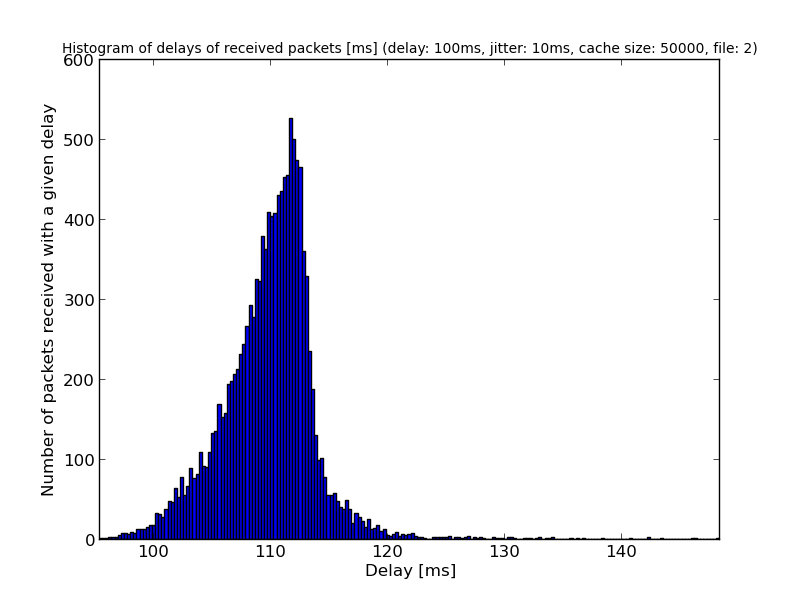 Histogram of delays of received packets [ms] (delay: 100ms, jitter: 10ms, cache size: 50000, file: 2)
600
500
400
300
200
100
0
Number of packets received with a given delay
100 110 120 130 140
Delay [ms]